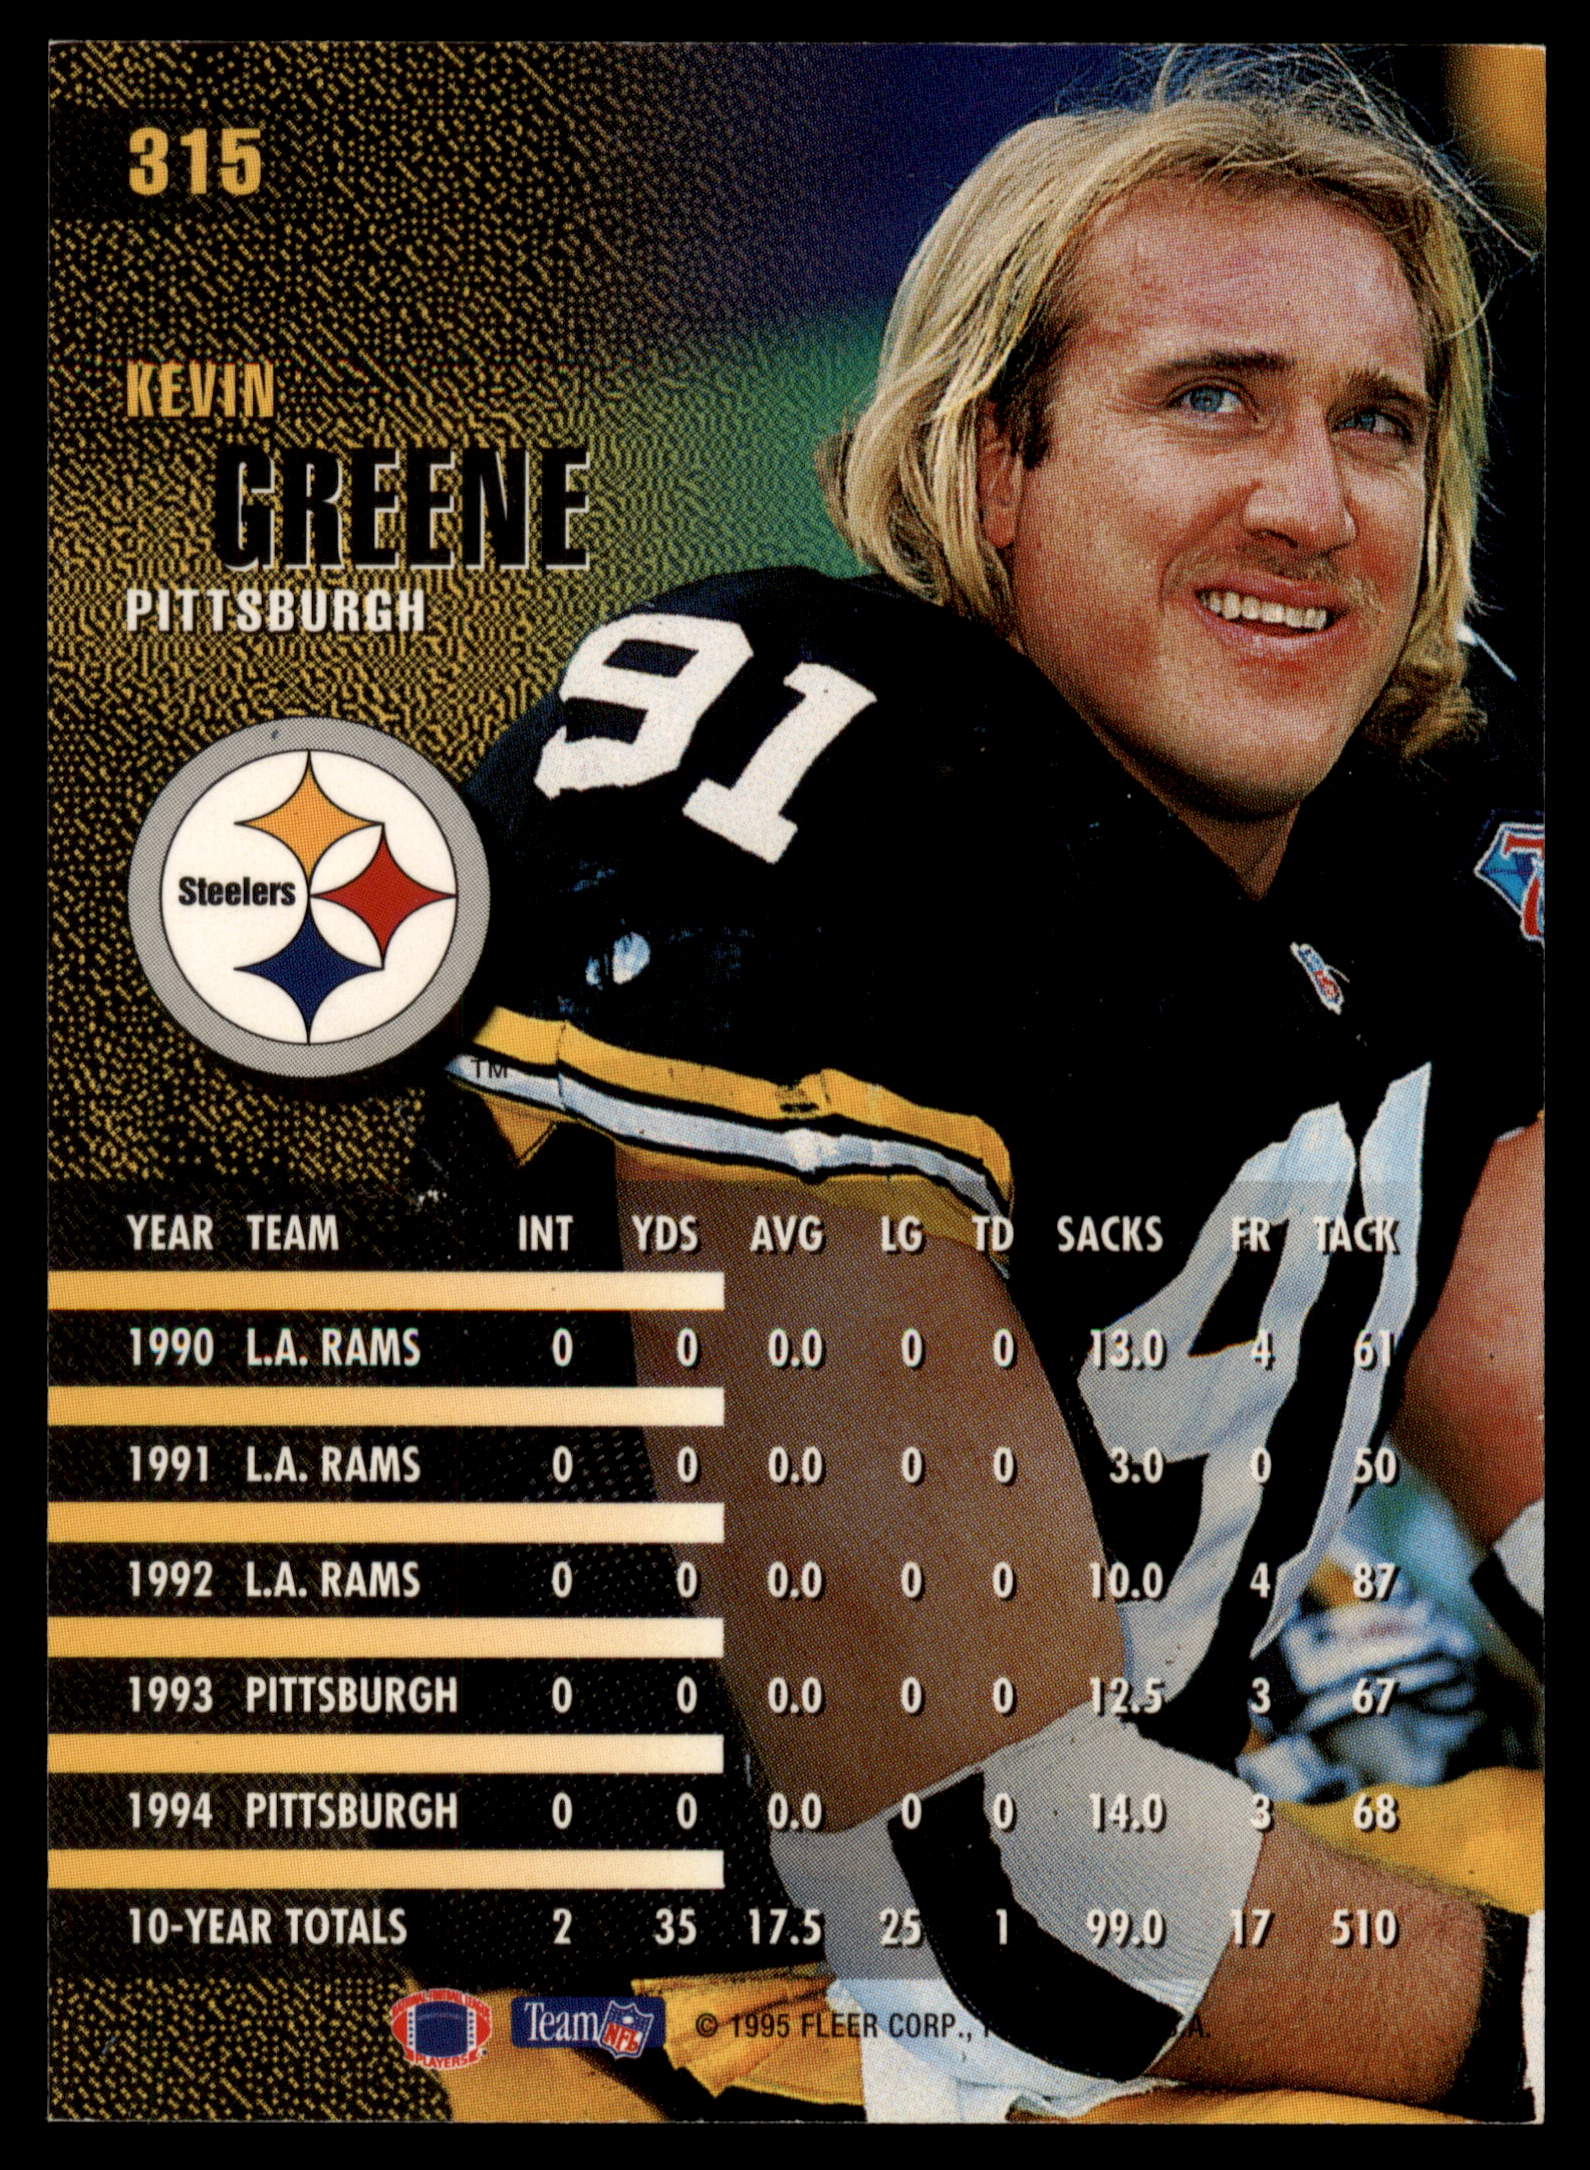 315
KEVIN
GREENE
PITTSBURGH
91
Steelers
TM
91
YEAR TEAM INT YDS AVG LG TD SACKS FR TACK
1990 L.A. RAMS 0 0 0.0 0 0 13.0 4 61
1991 L.A. RAMS 0 0 0.0 0 0 3.0 0 50
1992 L.A. RAMS 0 0 0.0 0 0 10.0 4 87
1993 PITTSBURGH 0 0 0.0 0 0 12.5 3 67
1994 PITTSBURGH 0 0 0.0 0 0 14.0 3 68
10-YEAR TOTALS 2 35 17.5 25 1 99.0 17 510
PLAYERS Team NFL © 1995 FLEER CORP.,